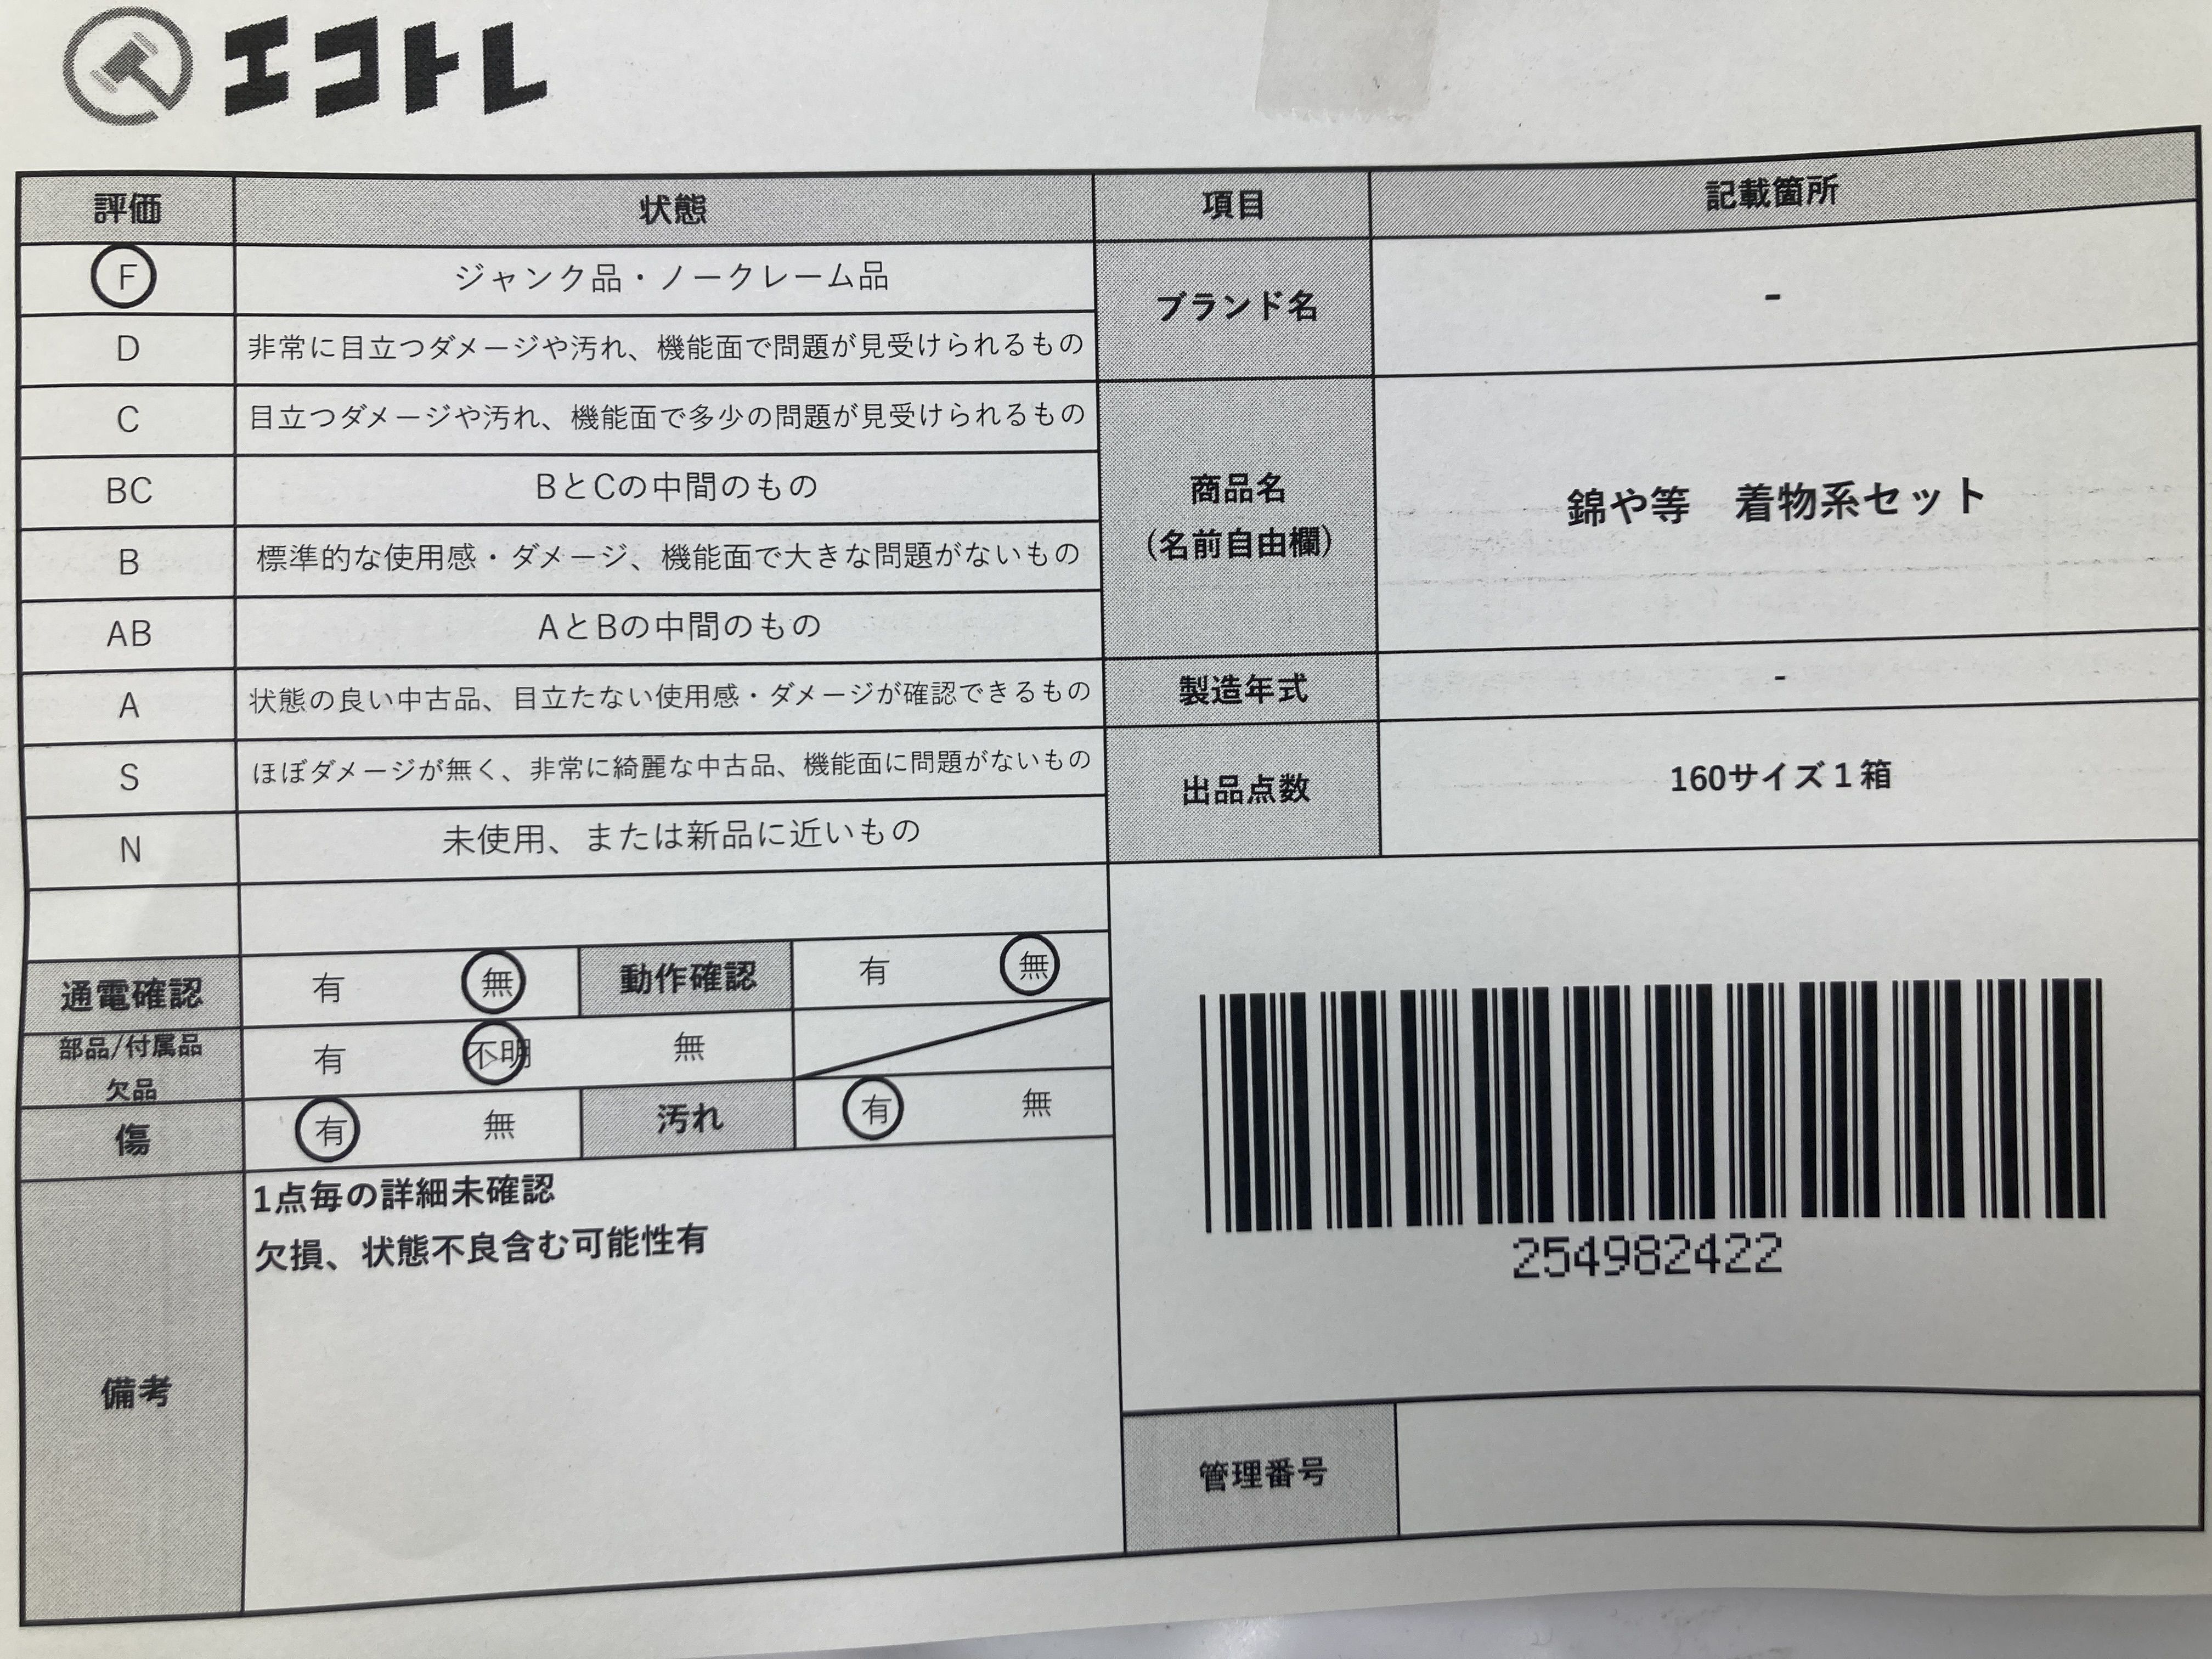 エコトレ
評価 状態 項目 記載箇所
F ジャンク品・ノークレーム品
D 非常に目立つダメージや汚れ、機能面で問題が見受けられるもの
C 目立つダメージや汚れ、機能面で多少の問題が見受けられるもの
BC BとCの中間のもの
B 標準的な使用感・ダメージ、機能面で大きな問題がないもの
AB AとBの中間のもの
A 状態の良い中古品、目立たない使用感・ダメージが確認できるもの
S ほぼダメージが無く、非常に綺麗な中古品、機能面に問題がないもの
N 未使用、または新品に近いもの
ブランド名 -
商品名
(名前自由欄)
錦や等 着物系セット
製造年式 -
出品点数 160サイズ1箱
通電確認 有 無 動作確認 有 無
部品/付属品
欠品
有 不明 無
傷 有 無 汚れ 有 無
備考
1点毎の詳細未確認
欠損、状態不良含む可能性有
254982422
管理番号